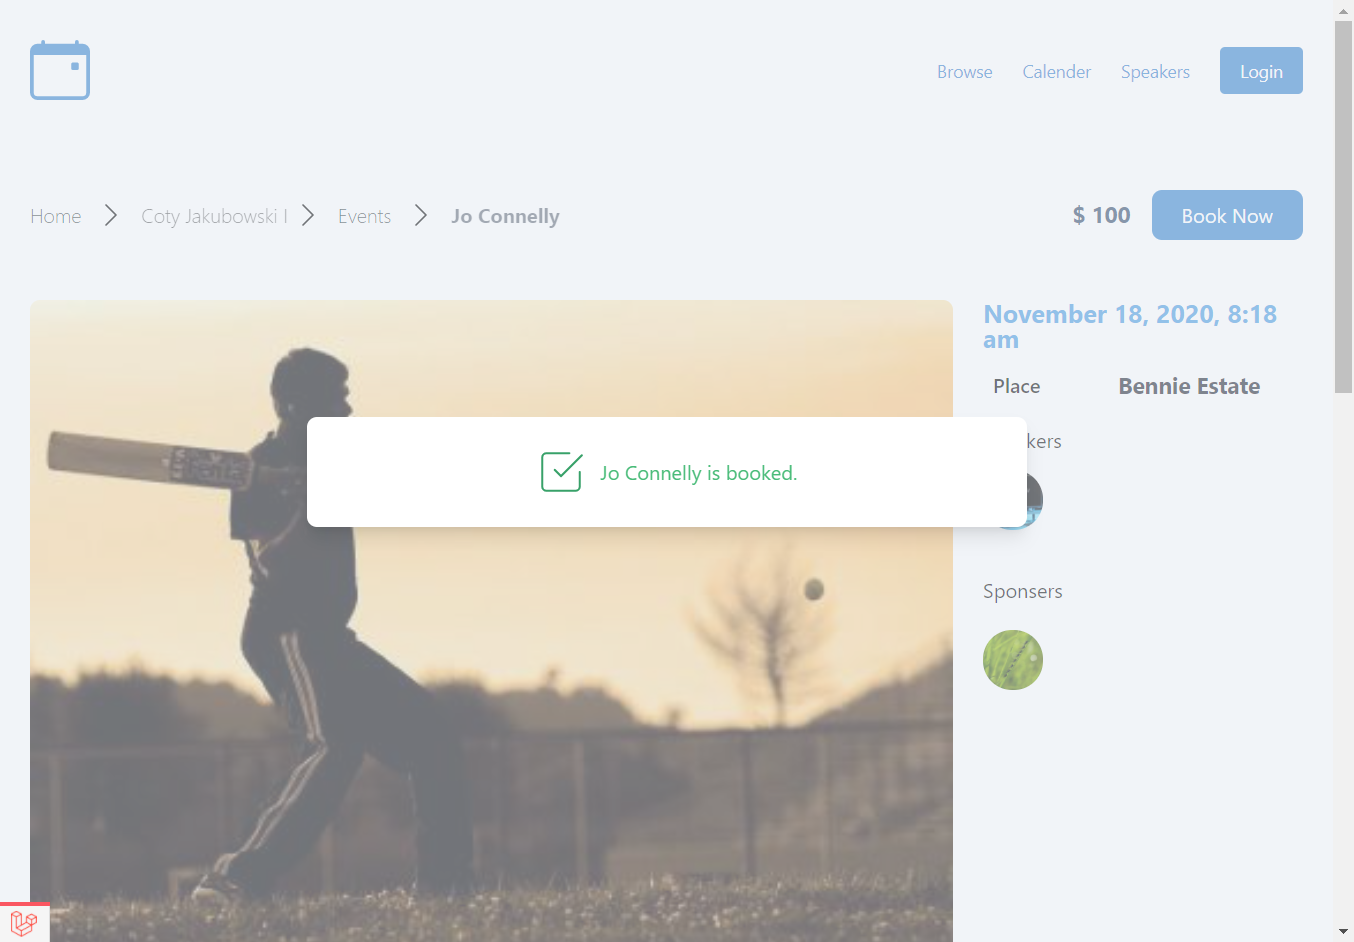 Browse Calender Speakers Login
Home Coty Jakubowski I Events Jo Connelly $ 100 Book Now
November 18, 2020, 8:18
am
Place Bennie Estate
kers
Jo Connelly is booked.
Sponsers